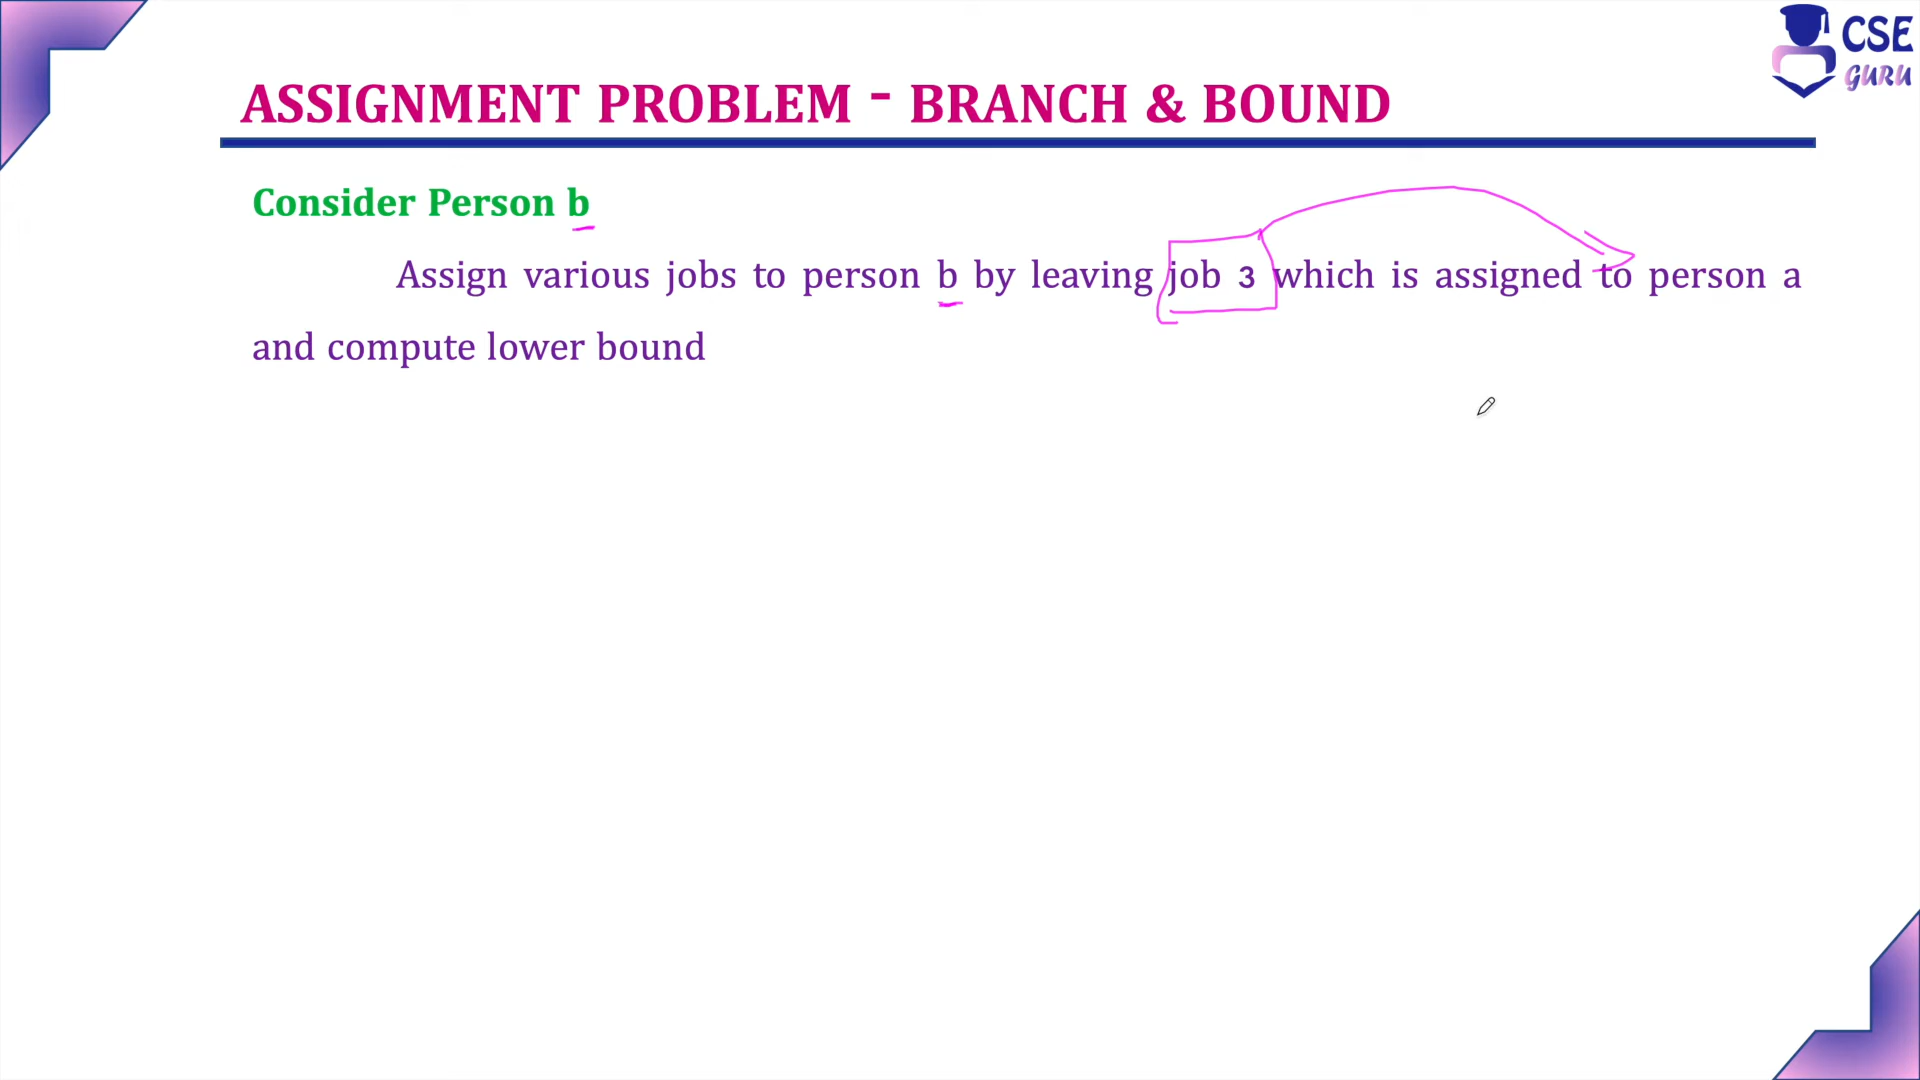 CSE
GURU
ASSIGNMENT PROBLEM - BRANCH & BOUND
Consider Person b
Assign various jobs to person b by leaving job 3 which is assigned to person a
and compute lower bound